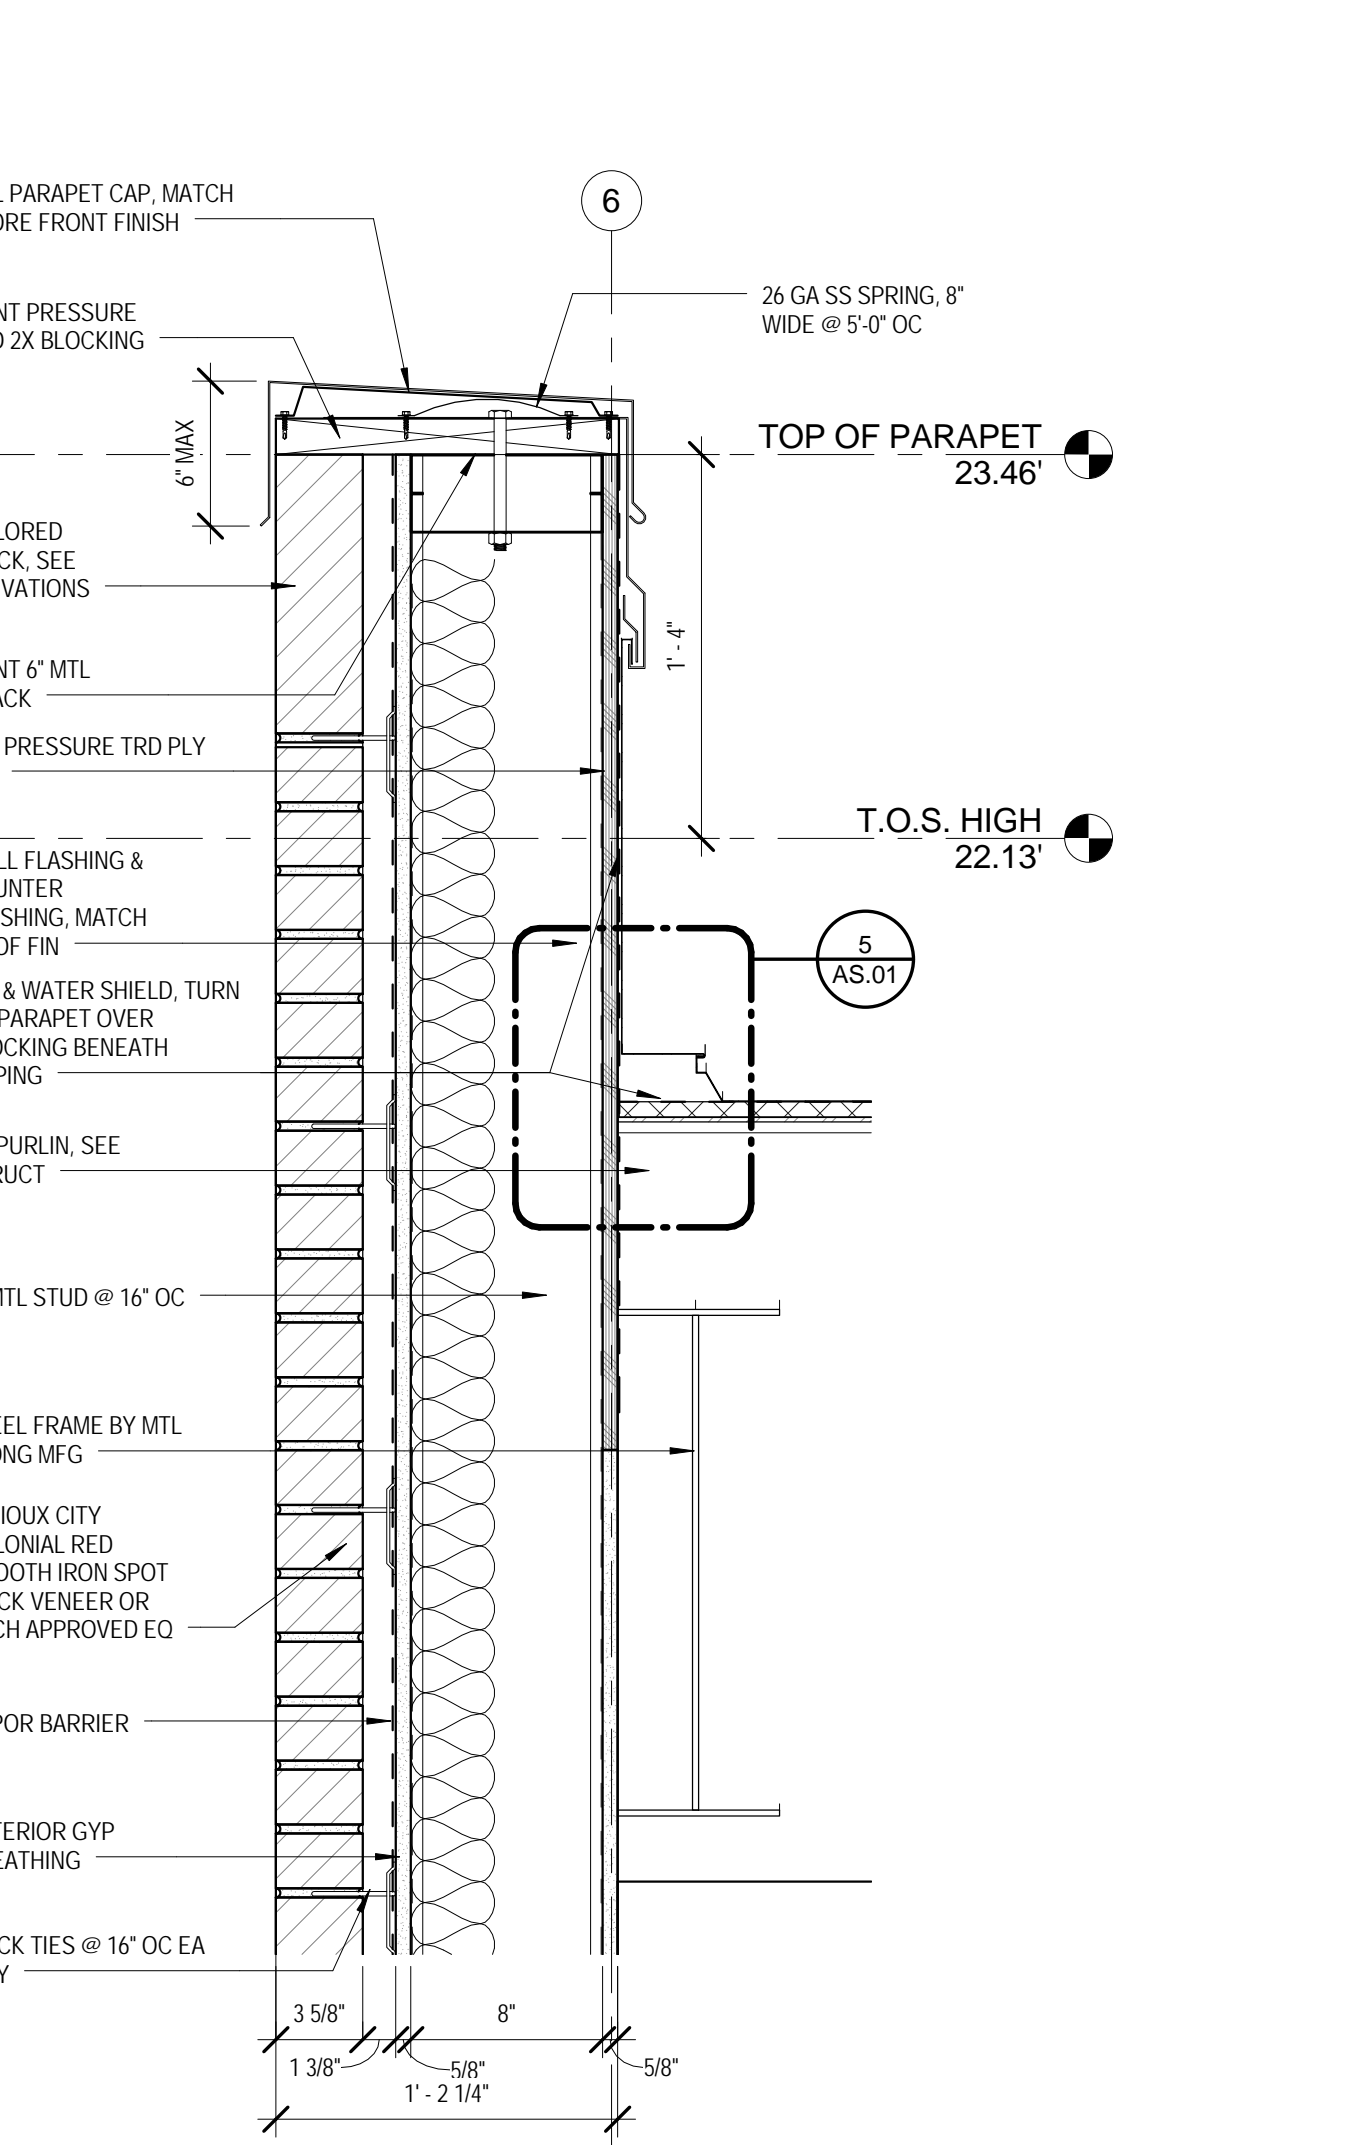 L PARAPET CAP, MATCH
ORE FRONT FINISH
6
26 GA SS SPRING, 8"
WIDE @ 5'-0" OC
NT PRESSURE
D 2X BLOCKING
6" MAX
TOP OF PARAPET
23.46'
LORED
CK, SEE
VATIONS
1' - 4"
NT 6" MTL
ACK
PRESSURE TRD PLY
T.O.S. HIGH
22.13'
LL FLASHING &
UNTER
SHING, MATCH
OF FIN
5
AS.01
& WATER SHIELD, TURN
PARAPET OVER
OCKING BENEATH
PING
PURLIN, SEE
RUCT
MTL STUD @ 16" OC
EEL FRAME BY MTL
ONG MFG
IOUX CITY
LONIAL RED
OOTH IRON SPOT
CK VENEER OR
CH APPROVED EQ
POR BARRIER
TERIOR GYP
EATHING
CK TIES @ 16" OC EA
Y
3 5/8"
8"
1 3/8"
5/8"
5/8"
1' - 2 1/4"